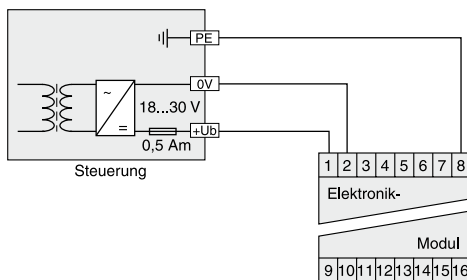 PE
0V
~
18...30 V
=
+Ub
0,5 Am
Steuerung
1 2 3 4 5 6 7 8
Elektronik-
Modul
9 10 11 12 13 14 15 16